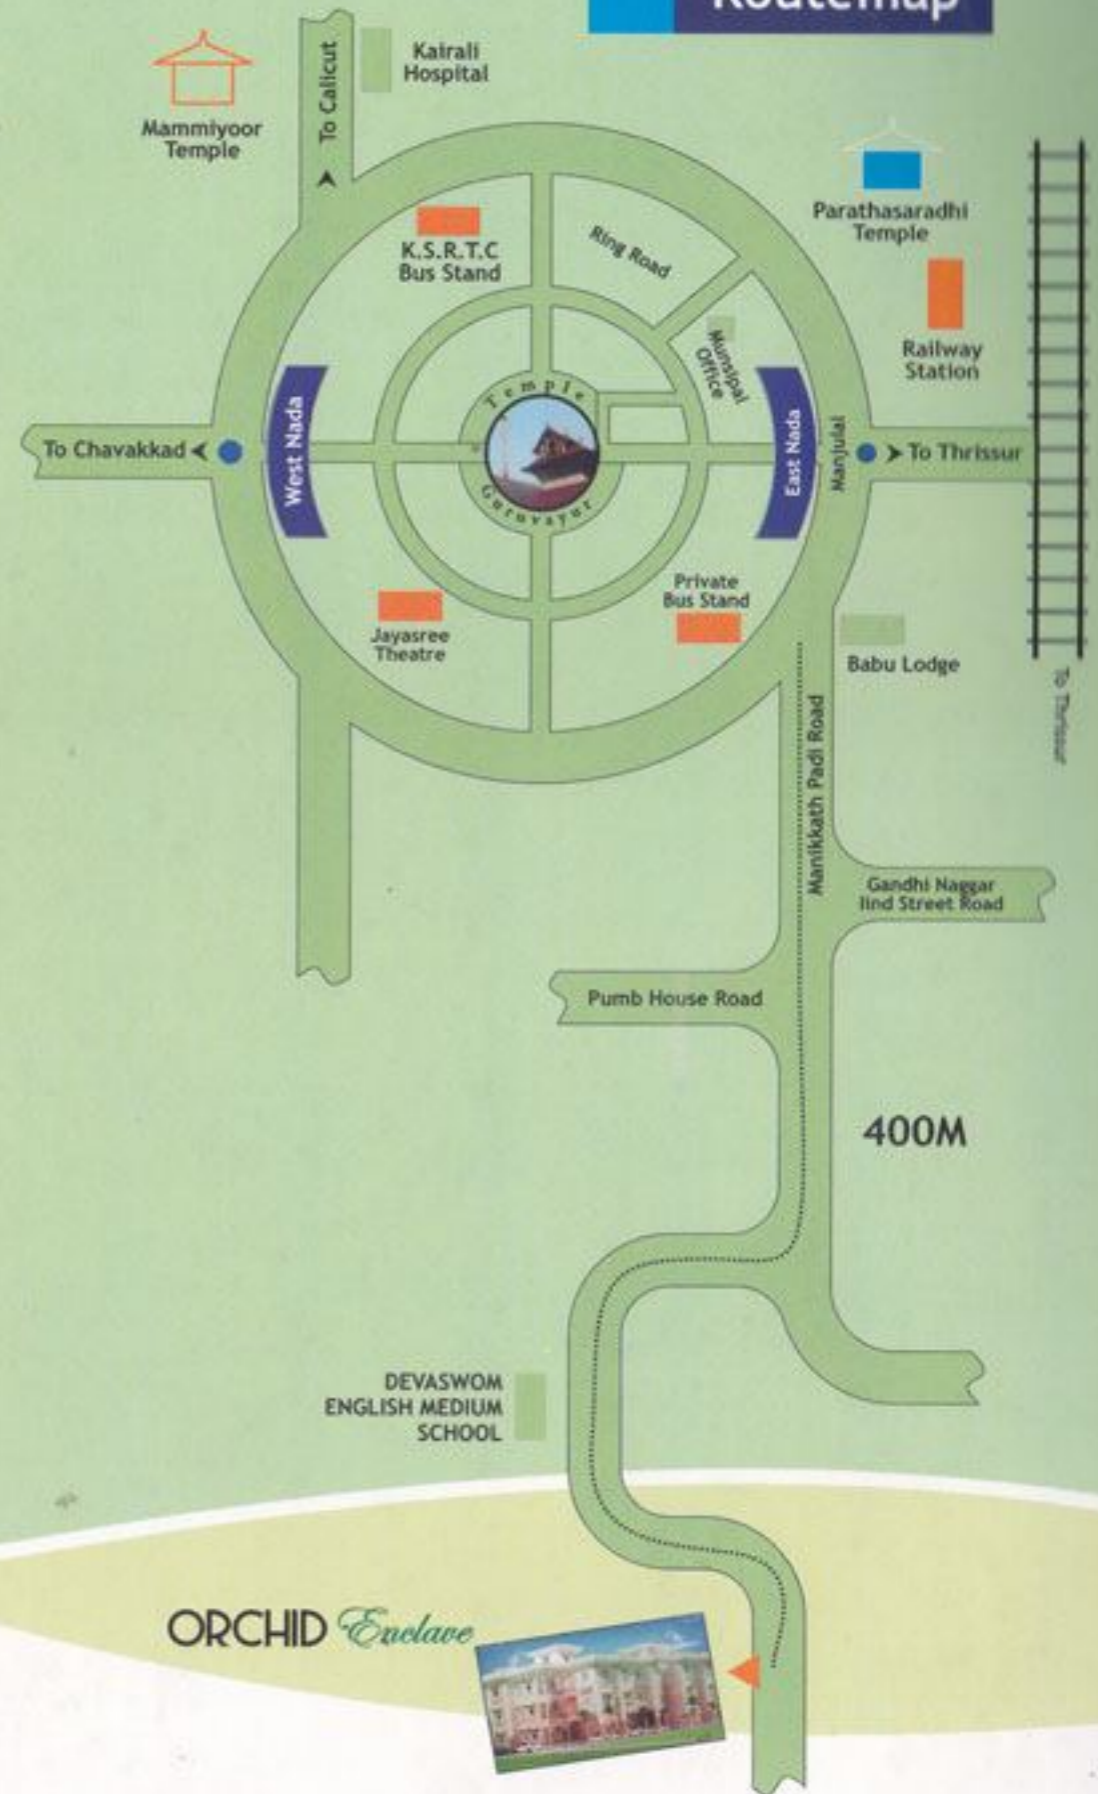 Routemap
To Calicut
Kairali
Hospital
Mammiyoor
Temple
Parathasaradhi
Temple
K.S.R.T.C
Bus Stand
Ring Road
Munsipal
Office
Railway
Station
Temple
Guruvayur
West Nada
East Nada
Manjulal
To Chavakkad
To Thrissur
Private
Bus Stand
Jayasree
Theatre
Babu Lodge
To Thrissur
Manikkath Padi Road
Gandhi Naggar
IInd Street Road
Pumb House Road
400M
DEVASWOM
ENGLISH MEDIUM
SCHOOL
ORCHID Enclave